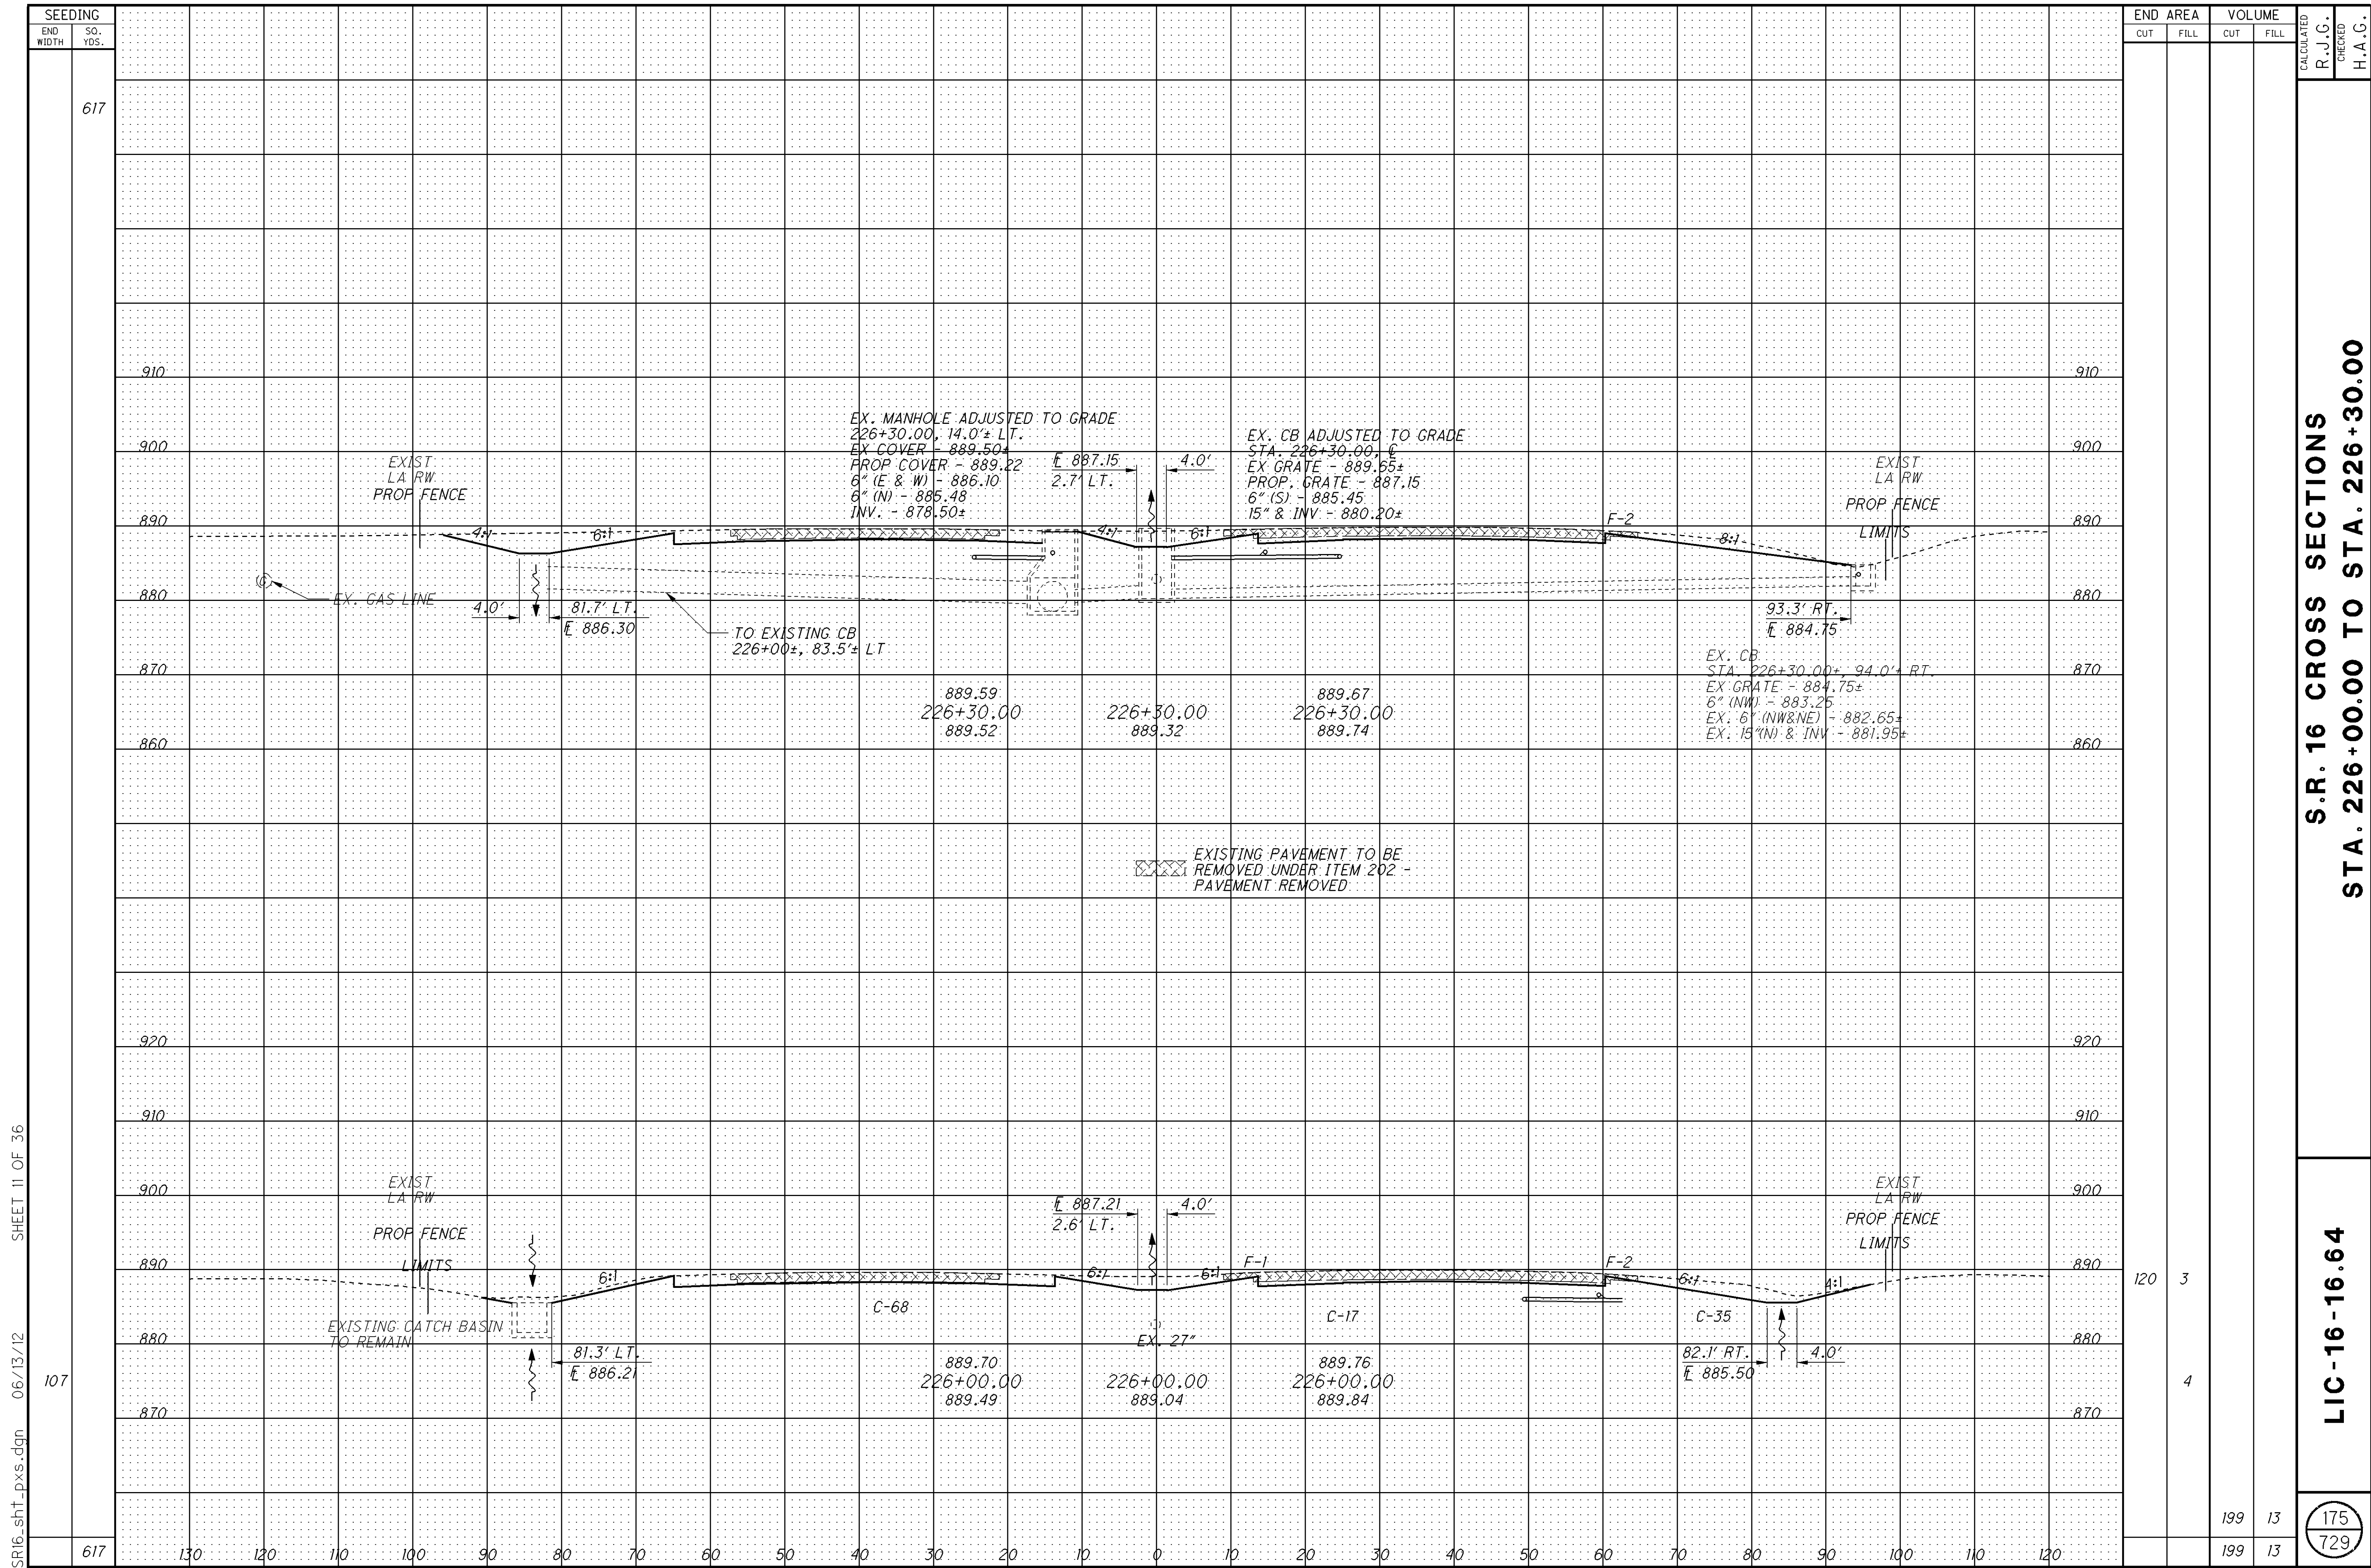 SEEDING
END WIDTH
SQ. YDS.
617
107
617
END AREA
VOLUME
CUT
FILL
CUT
FILL
CALCULATED
R.J.G.
CHECKED
H.A.G.
910
910
900
900
890
890
880
880
870
870
860
860
EXIST
LA RW
PROP FENCE
EX. MANHOLE ADJUSTED TO GRADE
226+30.00, 14.0'± LT.
EX COVER - 889.50±
PROP COVER - 889.22
6" (E & W) - 886.10
6" (N) - 885.48
INV. - 878.50±
℄ 887.15
2.7' LT.
4.0'
EX. CB ADJUSTED TO GRADE
STA. 226+30.00, ℄
EX GRATE - 889.65±
PROP. GRATE - 887.15
6" (S) - 885.45
15" & INV - 880.20±
EXIST
LA RW
PROP FENCE
LIMITS
4:1
6:1
4:1
6:1
F-2
8:1
(G)
EX. GAS LINE
4.0'
81.7' LT.
℄ 886.30
TO EXISTING CB
226+00±, 83.5'± LT
93.3' RT.
℄ 884.75
EX. CB
STA. 226+30.00±, 94.0'± RT.
EX GRATE - 884.75±
6" (NW) - 883.25
EX. 6" (NW&NE) - 882.65±
EX. 15"(N) & INV - 881.95±
889.59
226+30.00
889.52
226+30.00
889.32
889.67
226+30.00
889.74
EXISTING PAVEMENT TO BE
REMOVED UNDER ITEM 202 -
PAVEMENT REMOVED
920
920
910
910
900
900
890
890
880
870
870
880
EXIST
LA RW
PROP FENCE
LIMITS
℄ 887.21
2.6' LT.
4.0'
EXIST
LA RW
PROP FENCE
LIMITS
6:1
6:1
6:1
F-1
F-2
6:1
4:1
C-68
C-17
C-35
EXISTING CATCH BASIN
TO REMAIN
EX. 27"
81.3' LT.
℄ 886.21
82.1' RT.
℄ 885.50
4.0'
889.70
226+00.00
889.49
226+00.00
889.04
889.76
226+00.00
889.84
120
3
4
199
13
199
13
130 120 110 100 90 80 70 60 50 40 30 20 10 0 10 20 30 40 50 60 70 80 90 100 110 120
S.R. 16 CROSS SECTIONS
STA. 226+00.00 TO STA. 226+30.00
LIC-16-16.64
175
729
SR16_sht_pxs.dgn 06/13/12 SHEET 11 OF 36